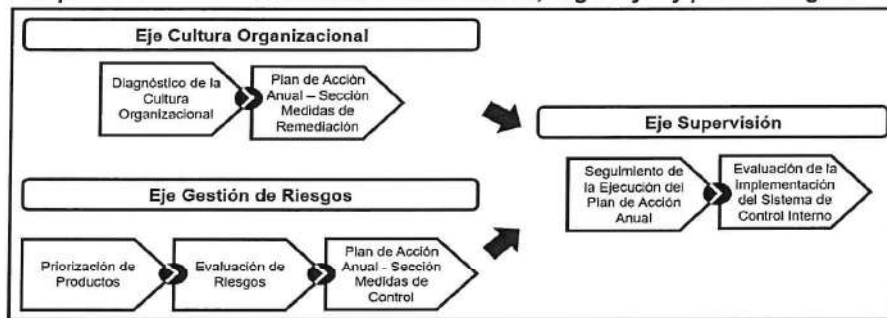 Eje Cultura Organizacional
Diagnóstico de la
Cultura
Organizacional
Plan de Acción
Anual – Sección
Medidas de
Remediación
Eje Gestión de Riesgos
Priorización de
Productos
Evaluación de
Riesgos
Plan de Acción
Anual - Sección
Medidas de
Control
Eje Supervisión
Seguimiento de
la Ejecución del
Plan de Acción
Anual
Evaluación de la
Implementación
del Sistema de
Control Interno